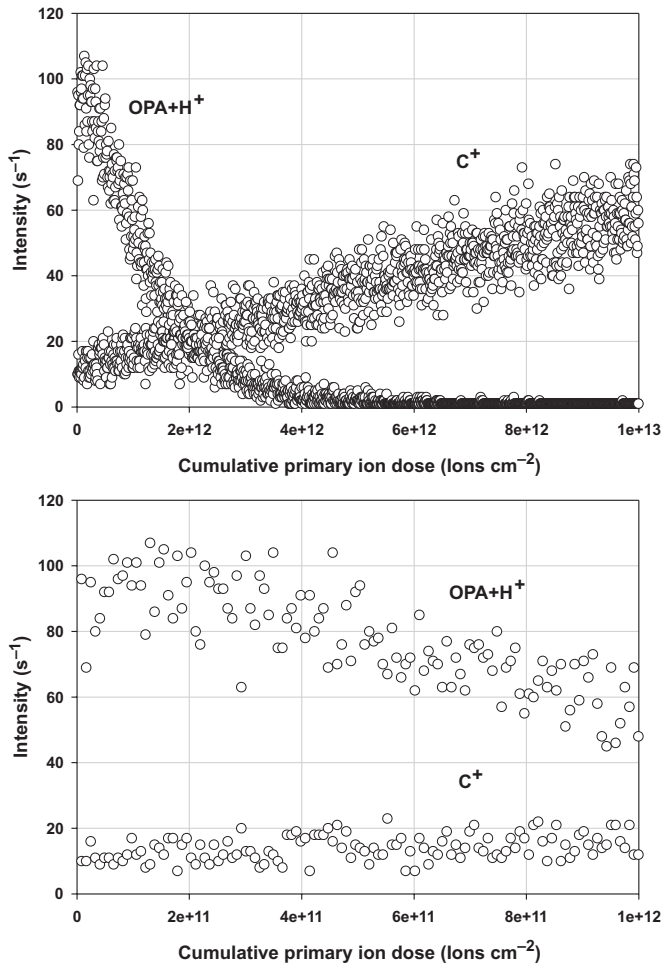 120
100
80
60
40
20
0
Intensity (s⁻¹)
OPA+H⁺
C⁺
0 2e+12 4e+12 6e+12 8e+12 1e+13
Cumulative primary ion dose (Ions cm⁻²)
120
100
80
60
40
20
0
Intensity (s⁻¹)
OPA+H⁺
C⁺
0 2e+11 4e+11 6e+11 8e+11 1e+12
Cumulative primary ion dose (Ions cm⁻²)